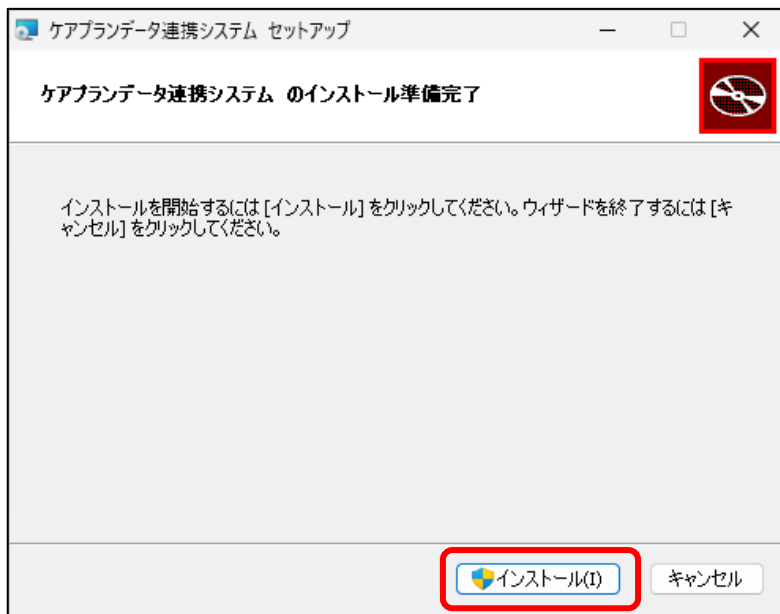 ケアプランデータ連携システム セットアップ
ケアプランデータ連携システム のインストール準備完了
インストールを開始するには [インストール] をクリックしてください。ウィザードを終了するには [キ
ャンセル] をクリックしてください。
インストール(I)
キャンセル